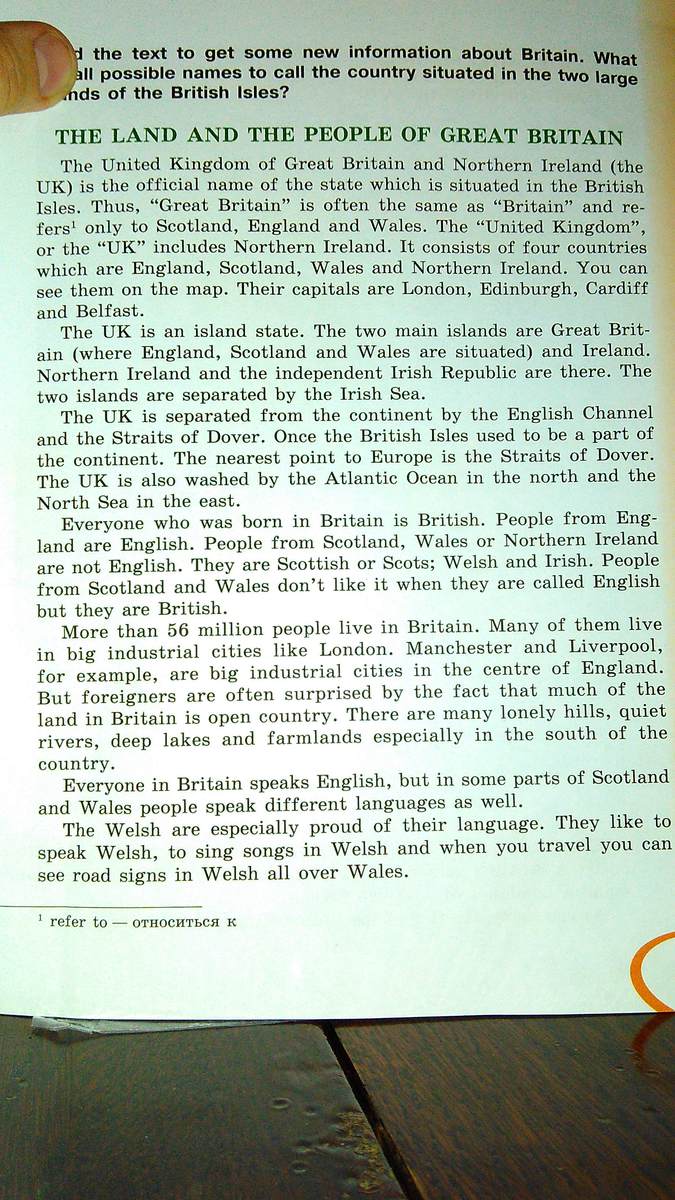 the text to get some new information about Britain. What
all possible names to call the country situated in the two large
of the British Isles?
THE LAND AND THE PEOPLE OF GREAT BRITAIN
The United Kingdom of Great Britain and Northern Ireland (the
UK) is the official name of the state which is situated in the British
Isles. Thus, “Great Britain” is often the same as “Britain” and re-
fers¹ only to Scotland, England and Wales. The “United Kingdom”,
or the “UK” includes Northern Ireland. It consists of four countries
which are England, Scotland, Wales and Northern Ireland. You can
see them on the map. Their capitals are London, Edinburgh, Cardiff
and Belfast.
The UK is an island state. The two main islands are Great Brit-
ain (where England, Scotland and Wales are situated) and Ireland.
Northern Ireland and the independent Irish Republic are there. The
two islands are separated by the Irish Sea.
The UK is separated from the continent by the English Channel
and the Straits of Dover. Once the British Isles used to be a part of
the continent. The nearest point to Europe is the Straits of Dover.
The UK is also washed by the Atlantic Ocean in the north and the
North Sea in the east.
Everyone who was born in Britain is British. People from Eng-
land are English. People from Scotland, Wales or Northern Ireland
are not English. They are Scottish or Scots; Welsh and Irish. People
from Scotland and Wales don’t like it when they are called English
but they are British.
More than 56 million people live in Britain. Many of them live
in big industrial cities like London. Manchester and Liverpool,
for example, are big industrial cities in the centre of England.
But foreigners are often surprised by the fact that much of the
land in Britain is open country. There are many lonely hills, quiet
rivers, deep lakes and farmlands especially in the south of the
country.
Everyone in Britain speaks English, but in some parts of Scotland
and Wales people speak different languages as well.
The Welsh are especially proud of their language. They like to
speak Welsh, to sing songs in Welsh and when you travel you can
see road signs in Welsh all over Wales.
¹ refer to — относиться к